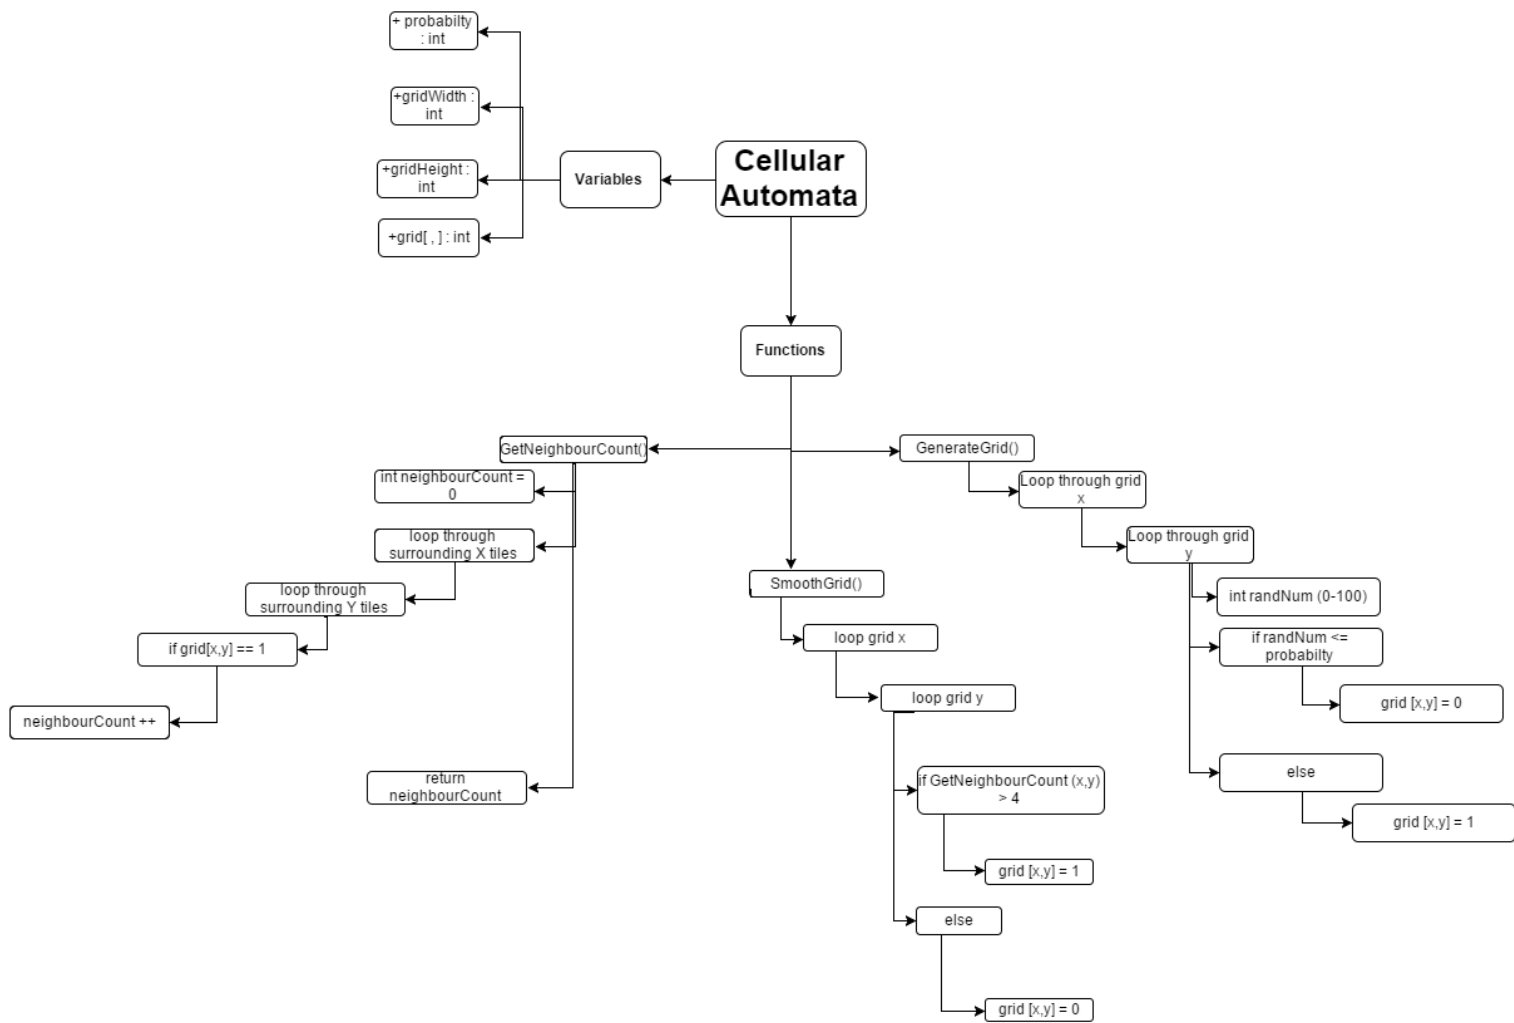 + probabilty
: int
+gridWidth :
int
+gridHeight :
int
+grid[ , ] : int
Variables
Cellular
Automata
Functions
GetNeighbourCount()
int neighbourCount =
0
loop through
surrounding X tiles
loop through
surrounding Y tiles
if grid[x,y] == 1
neighbourCount ++
return
neighbourCount
SmoothGrid()
loop grid x
loop grid y
if GetNeighbourCount (x,y)
> 4
grid [x,y] = 1
else
grid [x,y] = 0
GenerateGrid()
Loop through grid
x
Loop through grid
y
int randNum (0-100)
if randNum <=
probabilty
grid [x,y] = 0
else
grid [x,y] = 1